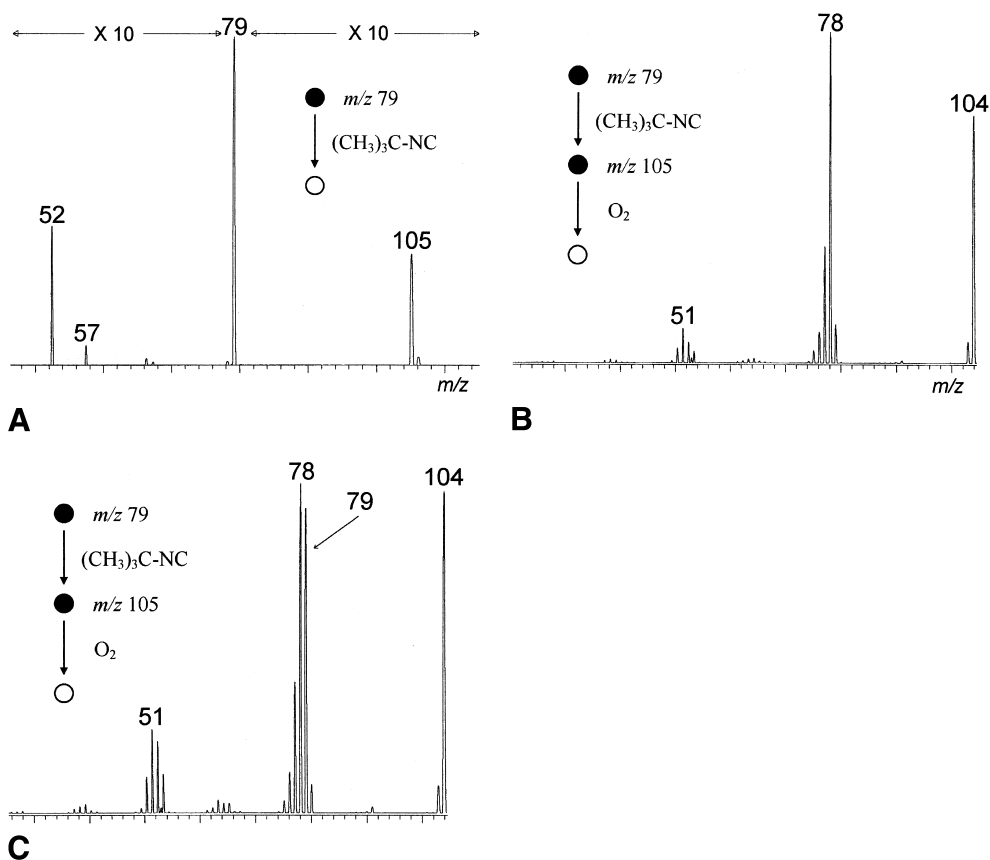 X 10 79 X 10
m/z 79
(CH₃)₃C-NC
52
105
57
m/z
A
78
104
m/z 79
(CH₃)₃C-NC
m/z 105
O₂
51
m/z
B
78
104
79
m/z 79
(CH₃)₃C-NC
m/z 105
O₂
51
C